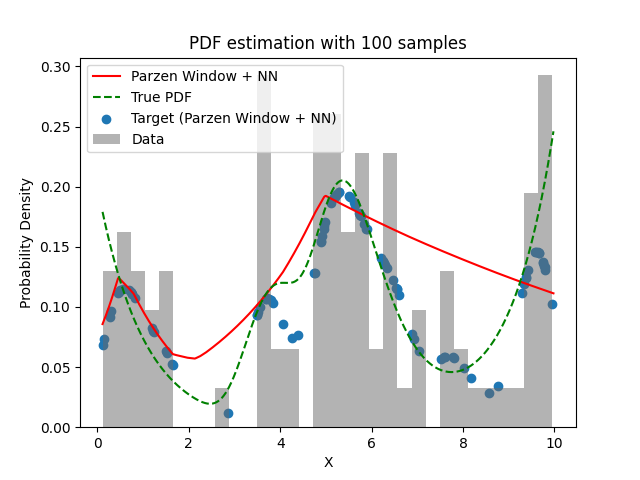 PDF estimation with 100 samples
Parzen Window + NN
True PDF
Target (Parzen Window + NN)
Data
Probability Density
0.30
0.25
0.20
0.15
0.10
0.05
0.00
0 2 4 6 8 10
X